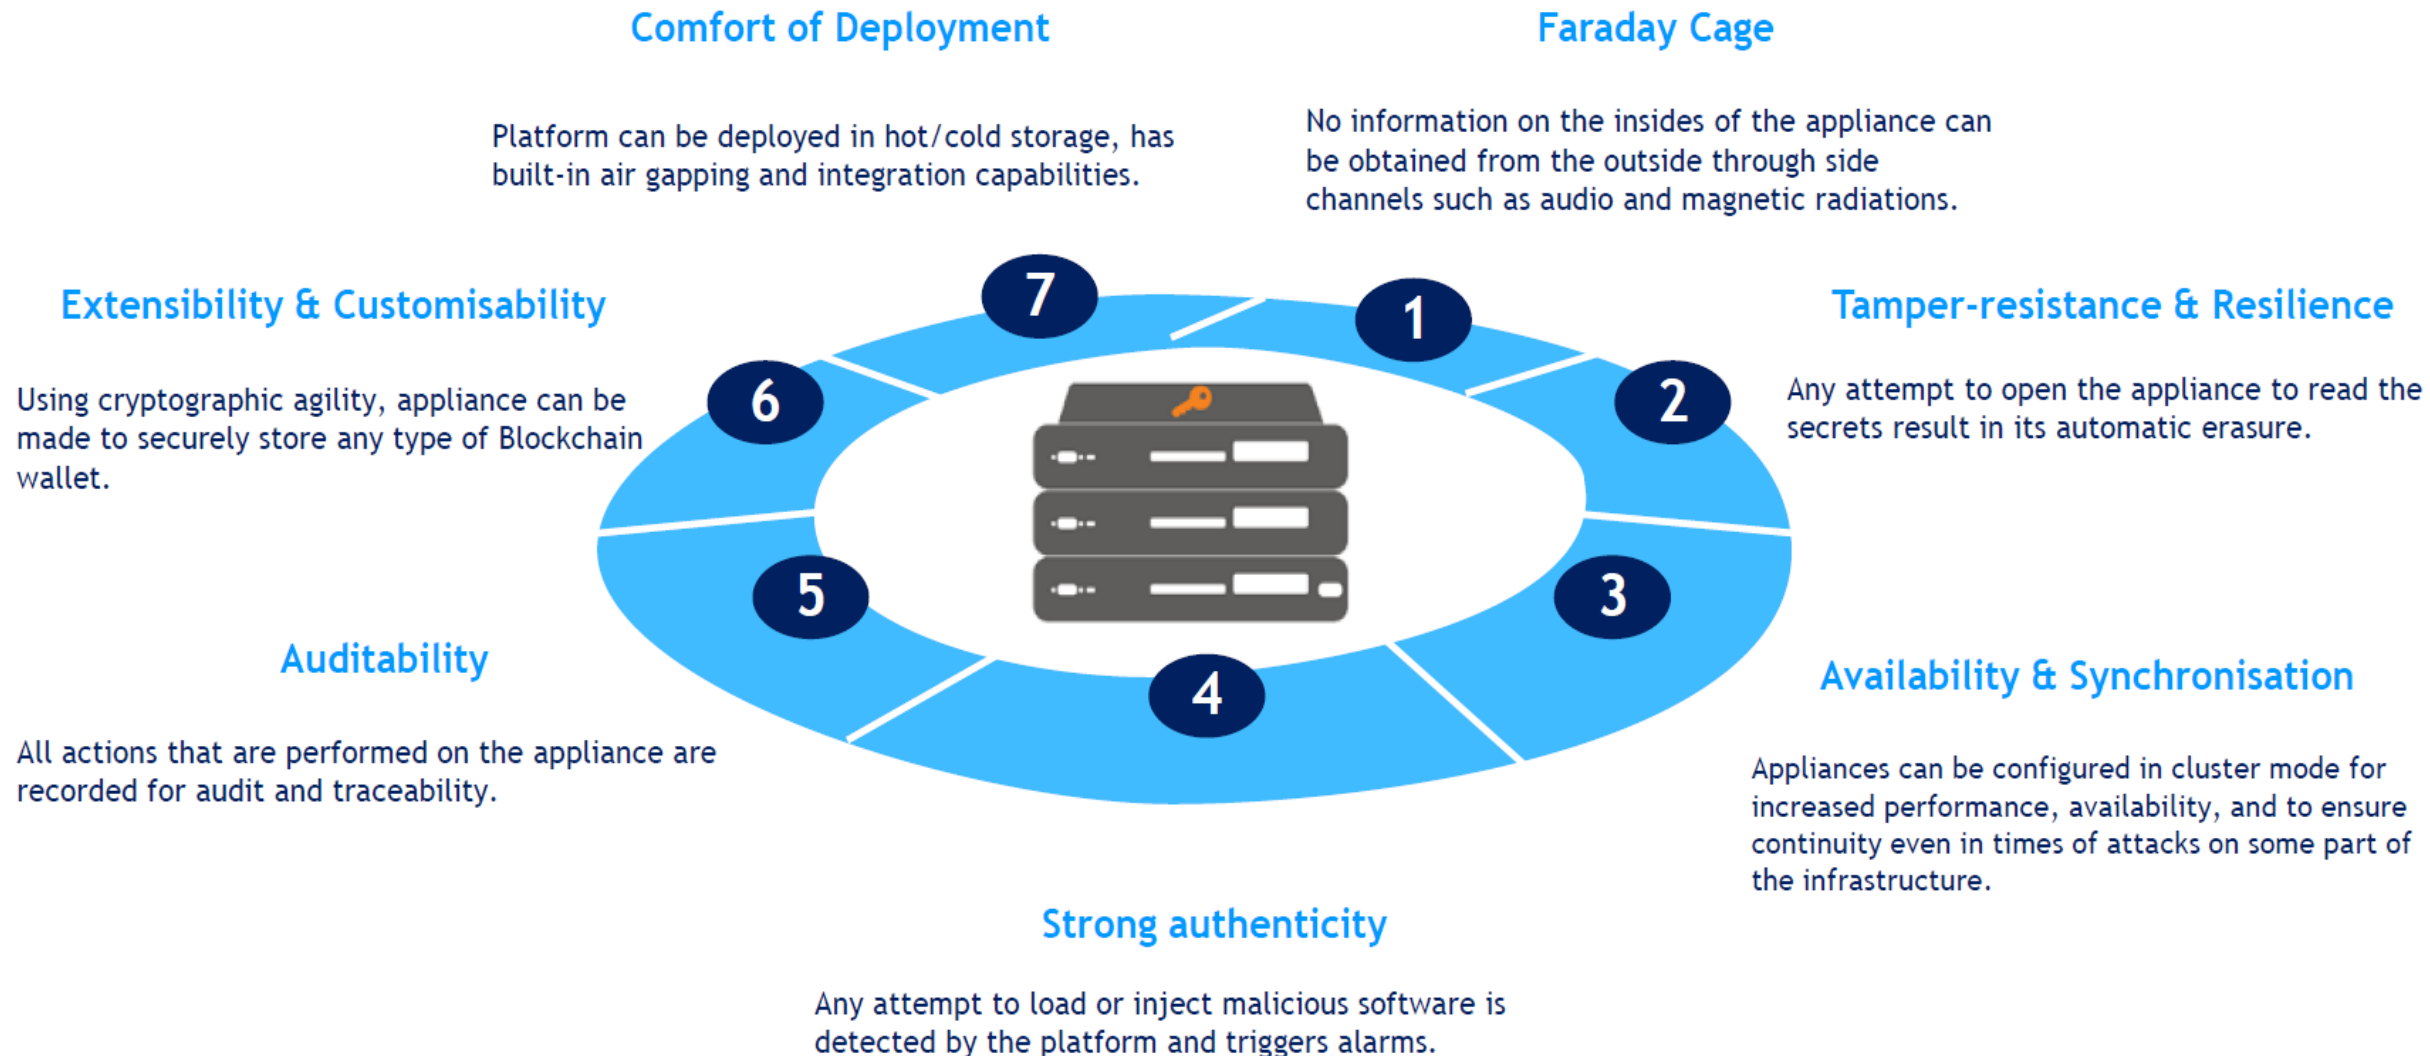 Comfort of Deployment
Platform can be deployed in hot/cold storage, has
built-in air gapping and integration capabilities.
Faraday Cage
No information on the insides of the appliance can
be obtained from the outside through side
channels such as audio and magnetic radiations.
Extensibility & Customisability
Using cryptographic agility, appliance can be
made to securely store any type of Blockchain
wallet.
7
1
6
2
5
3
4
Tamper-resistance & Resilience
Any attempt to open the appliance to read the
secrets result in its automatic erasure.
Auditability
All actions that are performed on the appliance are
recorded for audit and traceability.
Availability & Synchronisation
Appliances can be configured in cluster mode for
increased performance, availability, and to ensure
continuity even in times of attacks on some part of
the infrastructure.
Strong authenticity
Any attempt to load or inject malicious software is
detected by the platform and triggers alarms.